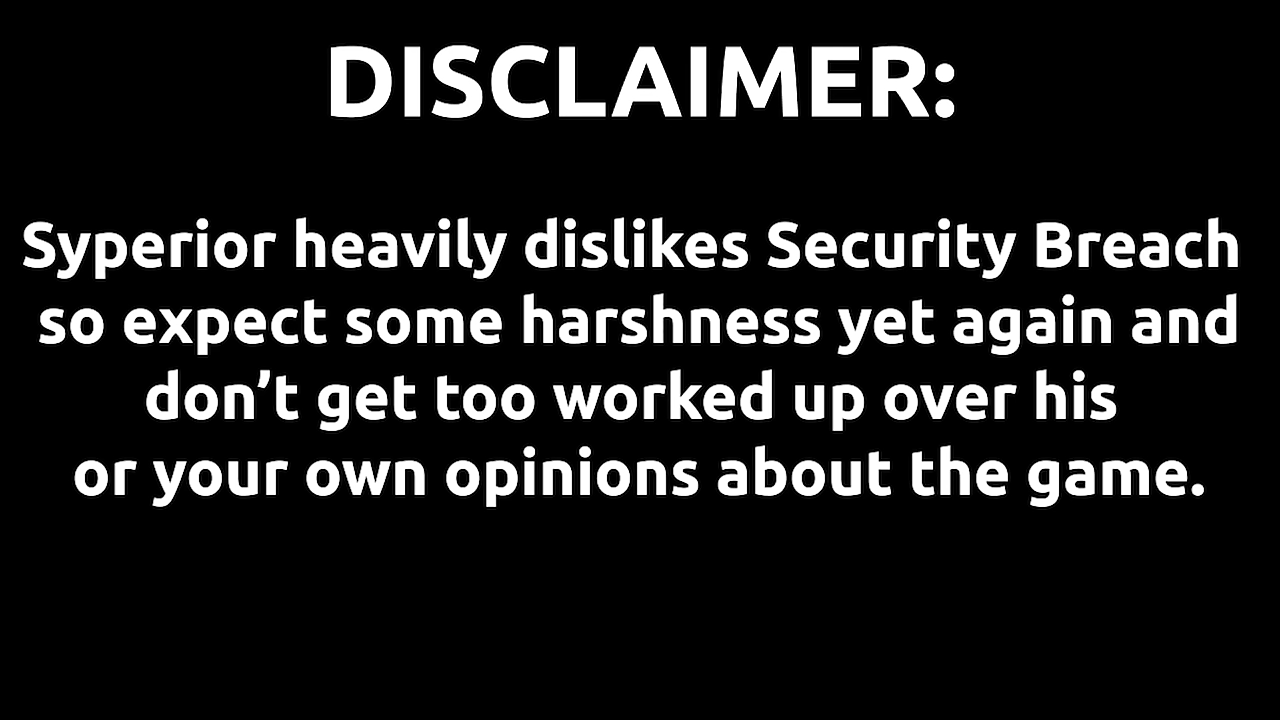 DISCLAIMER:
Syperior heavily dislikes Security Breach
so expect some harshness yet again and
don’t get too worked up over his
or your own opinions about the game.